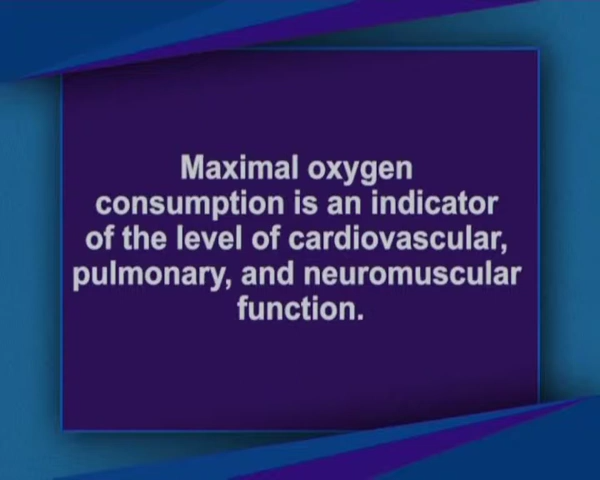 Maximal oxygen
consumption is an indicator
of the level of cardiovascular,
pulmonary, and neuromuscular
function.